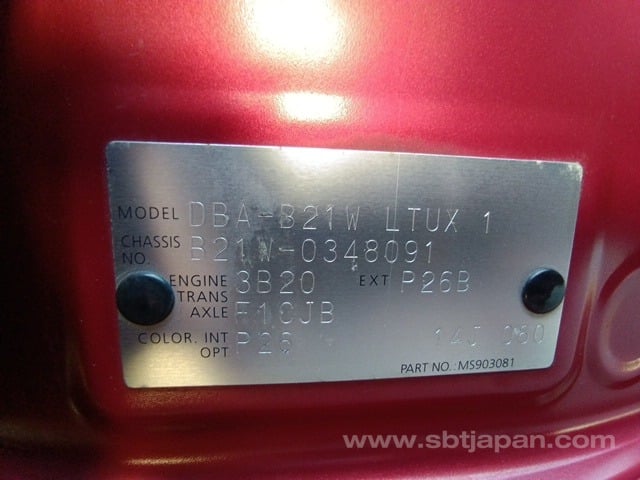 MODEL DBA-B21W LTUX 1
CHASSIS NO. B21W-0348091
ENGINE 3B20 EXT P26B
TRANS AXLE F1CJB
COLOR. INT OPT P26 14J 060
PART NO.: MS903081
www.sbtjapan.com